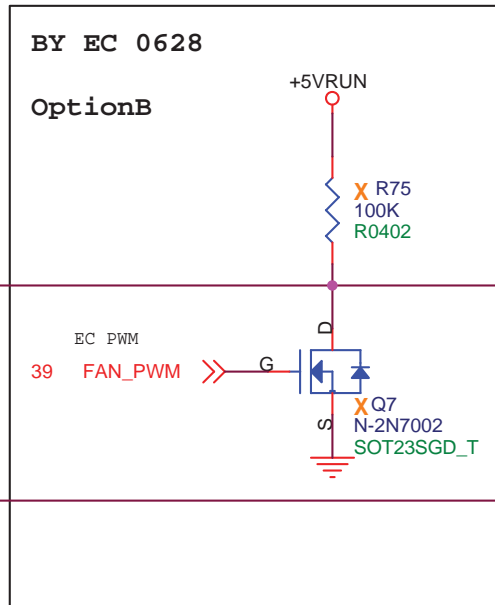 BY EC 0628
OptionB
+5VRUN
X R75
100K
R0402
EC PWM
39 FAN_PWM
G
D
S
X Q7
N-2N7002
SOT23SGD_T